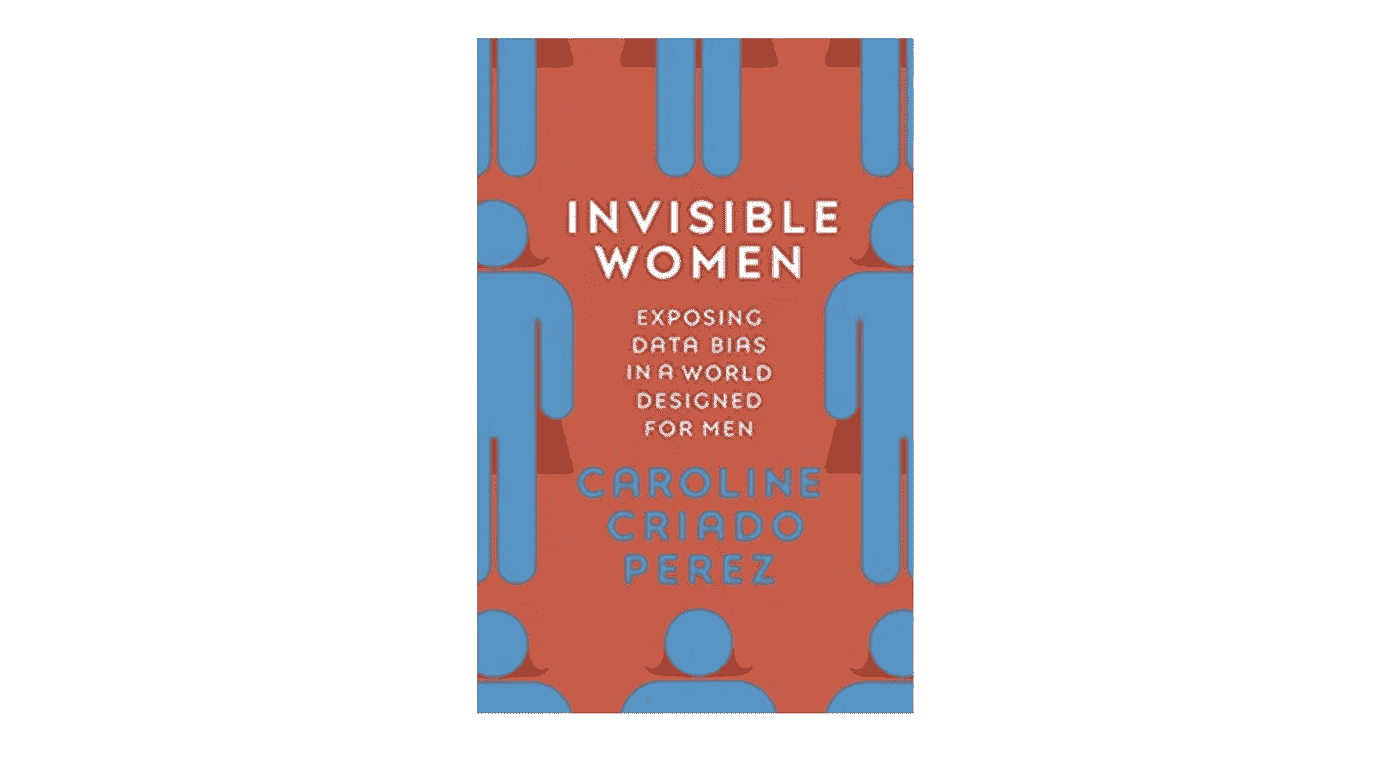 INVISIBLE
WOMEN
EXPOSING
DATA BIAS
IN A WORLD
DESIGNED
FOR MEN
CAROLINE
CRIADO
PEREZ